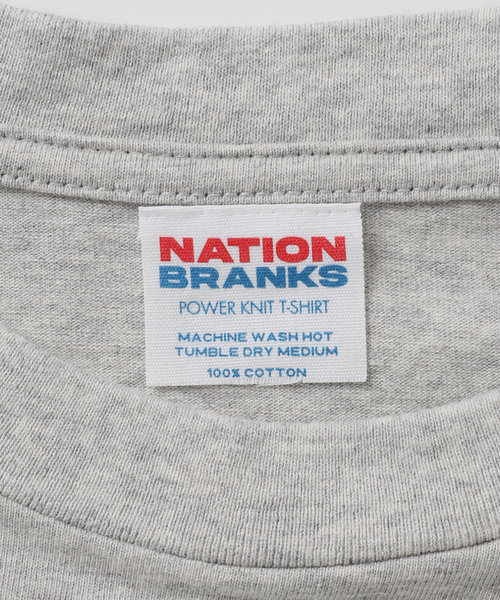 NATION
BRANKS
POWER KNIT T-SHIRT
MACHINE WASH HOT
TUMBLE DRY MEDIUM
100% COTTON